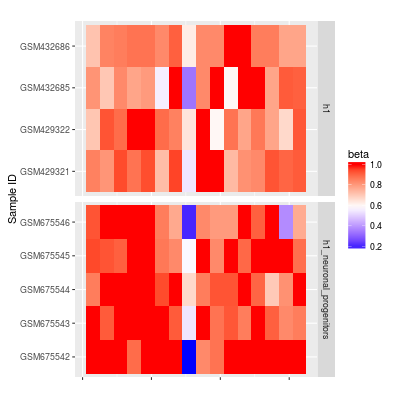 GSM432686
GSM432685
GSM429322
GSM429321
h1
GSM675546
GSM675545
GSM675544
GSM675543
GSM675542
h1_neuronal_progenitors
Sample ID
beta
1.0
0.8
0.6
0.4
0.2